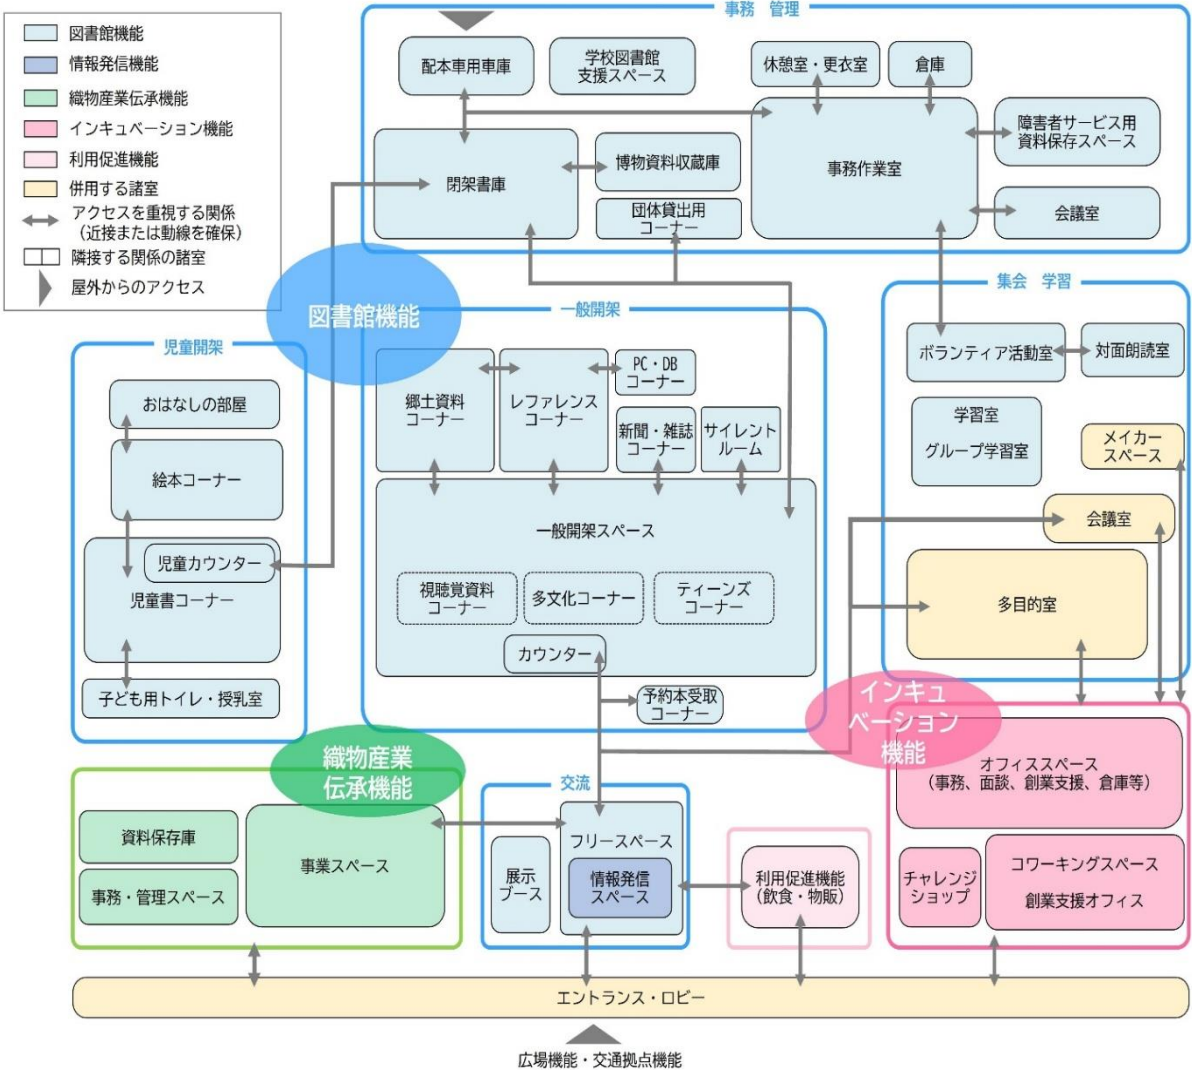 図書館機能
情報発信機能
織物産業伝承機能
インキュベーション機能
利用促進機能
併用する諸室
アクセスを重視する関係
（近接または動線を確保）
隣接する関係の諸室
屋外からのアクセス
事務　管理
配本車用車庫
学校図書館
支援スペース
休憩室・更衣室
倉庫
閉架書庫
博物資料収蔵庫
団体貸出用
コーナー
事務作業室
障害者サービス用
資料保存スペース
会議室
図書館機能
児童開架
おはなしの部屋
絵本コーナー
児童カウンター
児童書コーナー
子ども用トイレ・授乳室
一般開架
郷土資料
コーナー
レファレンス
コーナー
PC・DB
コーナー
新聞・雑誌
コーナー
サイレント
ルーム
一般開架スペース
視聴覚資料
コーナー
多文化コーナー
ティーンズ
コーナー
カウンター
予約本受取
コーナー
集会　学習
ボランティア活動室
対面朗読室
学習室
グループ学習室
メイカー
スペース
会議室
多目的室
インキュ
ベーション
機能
オフィススペース
（事務、面談、創業支援、倉庫等）
チャレンジ
ショップ
コワーキングスペース
創業支援オフィス
織物産業
伝承機能
資料保存庫
事務・管理スペース
事業スペース
交流
フリースペース
展示
ブース
情報発信
スペース
利用促進機能
（飲食・物販）
エントランス・ロビー
広場機能・交通拠点機能